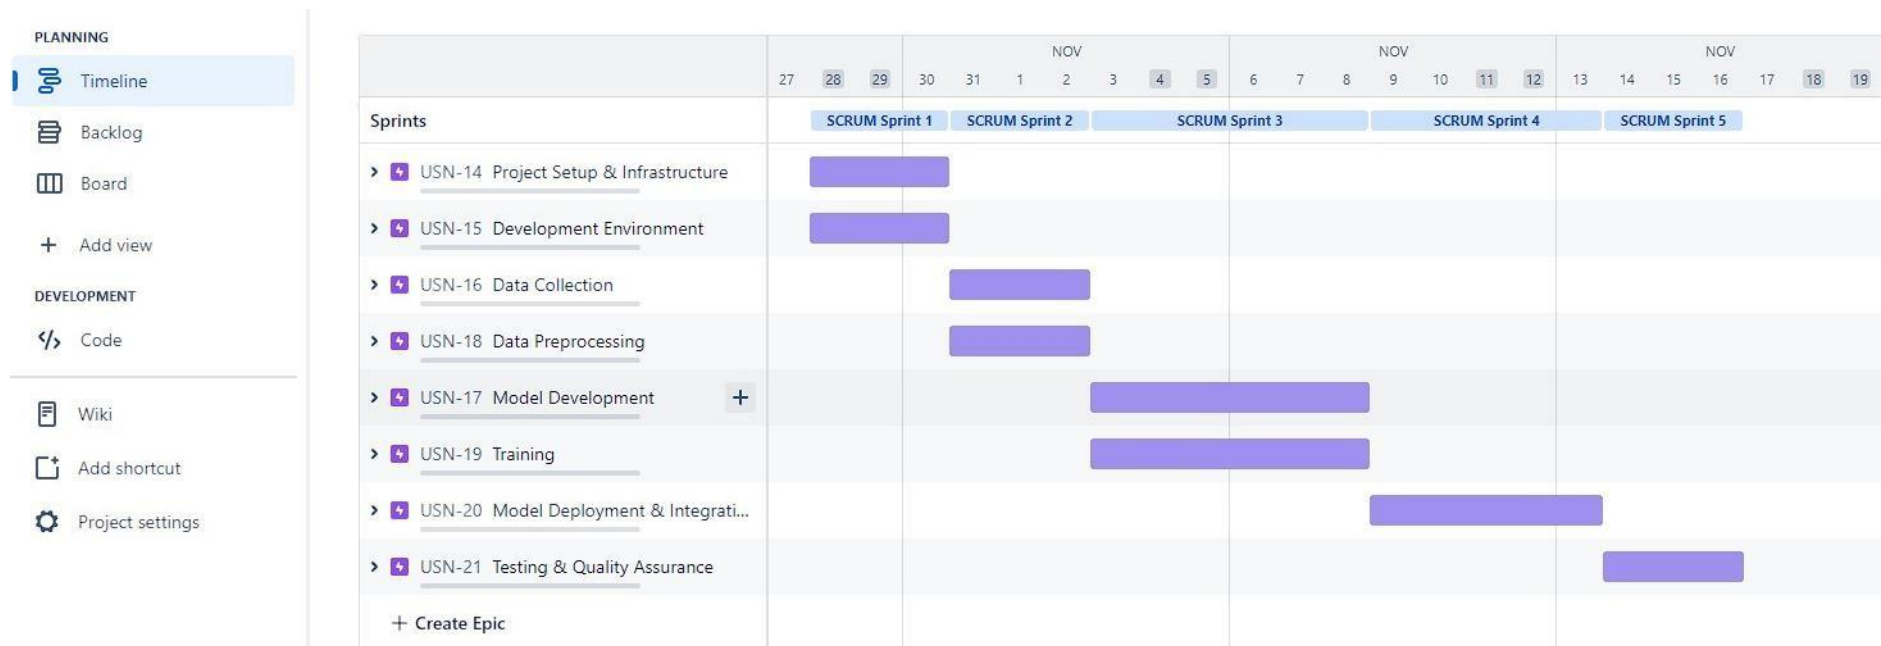 PLANNING
Timeline
Backlog
Board
Add view
DEVELOPMENT
Code
Wiki
Add shortcut
Project settings
NOV NOV NOV
27 28 29 30 31 1 2 3 4 5 6 7 8 9 10 11 12 13 14 15 16 17 18 19
Sprints SCRUM Sprint 1 SCRUM Sprint 2 SCRUM Sprint 3 SCRUM Sprint 4 SCRUM Sprint 5
USN-14 Project Setup & Infrastructure
USN-15 Development Environment
USN-16 Data Collection
USN-18 Data Preprocessing
USN-17 Model Development +
USN-19 Training
USN-20 Model Deployment & Integrati...
USN-21 Testing & Quality Assurance
+ Create Epic